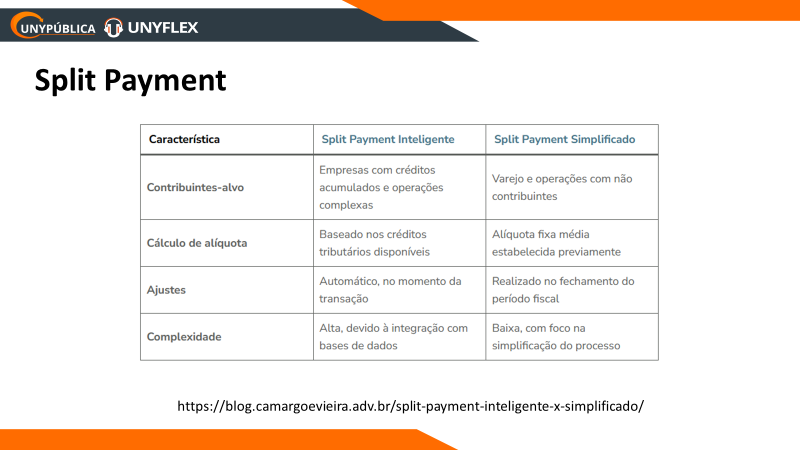 UNYPÚBLICA UNYFLEX
Split Payment
Característica
Split Payment Inteligente
Split Payment Simplificado
Contribuintes-alvo
Empresas com créditos
acumulados e operações
complexas
Varejo e operações com não
contribuintes
Cálculo de alíquota
Baseado nos créditos
tributários disponíveis
Alíquota fixa média
estabelecida previamente
Ajustes
Automático, no momento da
transação
Realizado no fechamento do
período fiscal
Complexidade
Alta, devido à integração com
bases de dados
Baixa, com foco na
simplificação do processo
https://blog.camargoevieira.adv.br/split-payment-inteligente-x-simplificado/